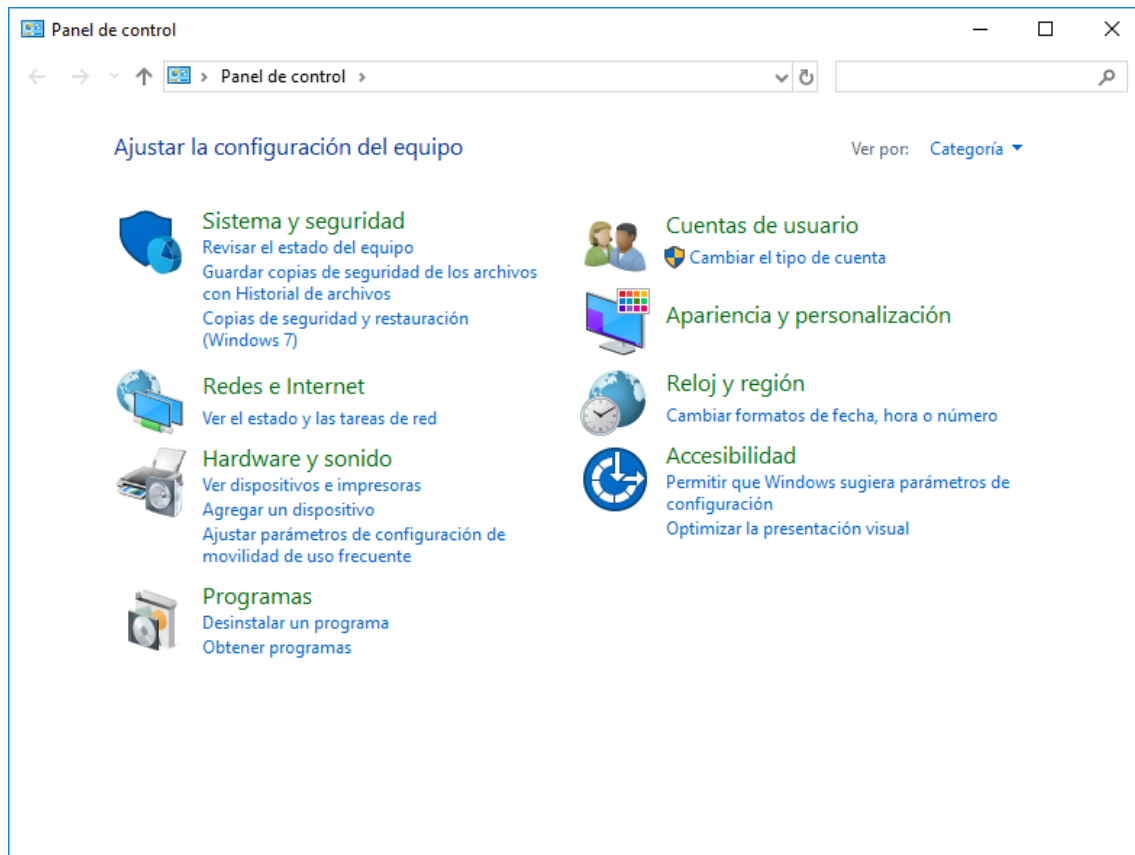 Panel de control
Panel de control
Ajustar la configuración del equipo
Ver por: Categoría
Sistema y seguridad
Revisar el estado del equipo
Guardar copias de seguridad de los archivos
con Historial de archivos
Copias de seguridad y restauración
(Windows 7)
Redes e Internet
Ver el estado y las tareas de red
Hardware y sonido
Ver dispositivos e impresoras
Agregar un dispositivo
Ajustar parámetros de configuración de
movilidad de uso frecuente
Programas
Desinstalar un programa
Obtener programas
Cuentas de usuario
Cambiar el tipo de cuenta
Apariencia y personalización
Reloj y región
Cambiar formatos de fecha, hora o número
Accesibilidad
Permitir que Windows sugiera parámetros de
configuración
Optimizar la presentación visual